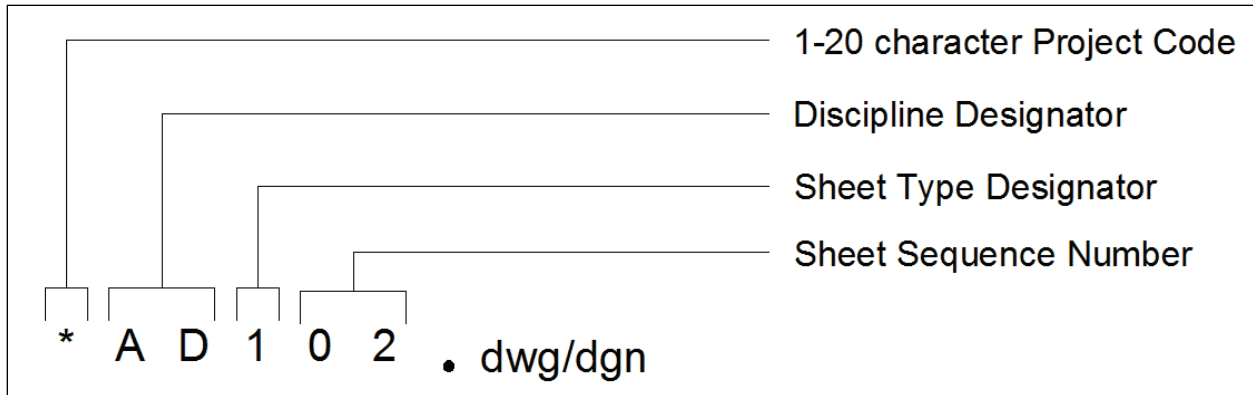 1-20 character Project Code
Discipline Designator
Sheet Type Designator
Sheet Sequence Number
* A D 1 0 2 . dwg/dgn